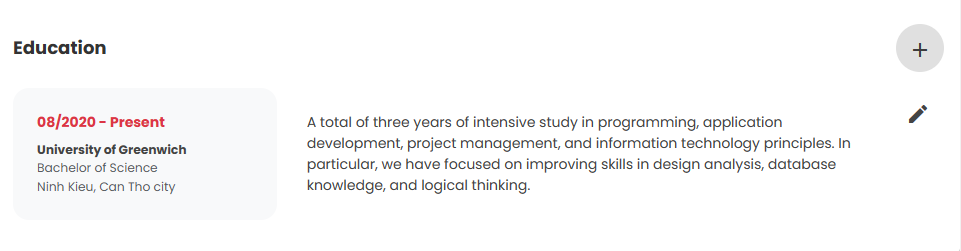 Education
08/2020 - Present
University of Greenwich
Bachelor of Science
Ninh Kieu, Can Tho city
A total of three years of intensive study in programming, application
development, project management, and information technology principles. In
particular, we have focused on improving skills in design analysis, database
knowledge, and logical thinking.